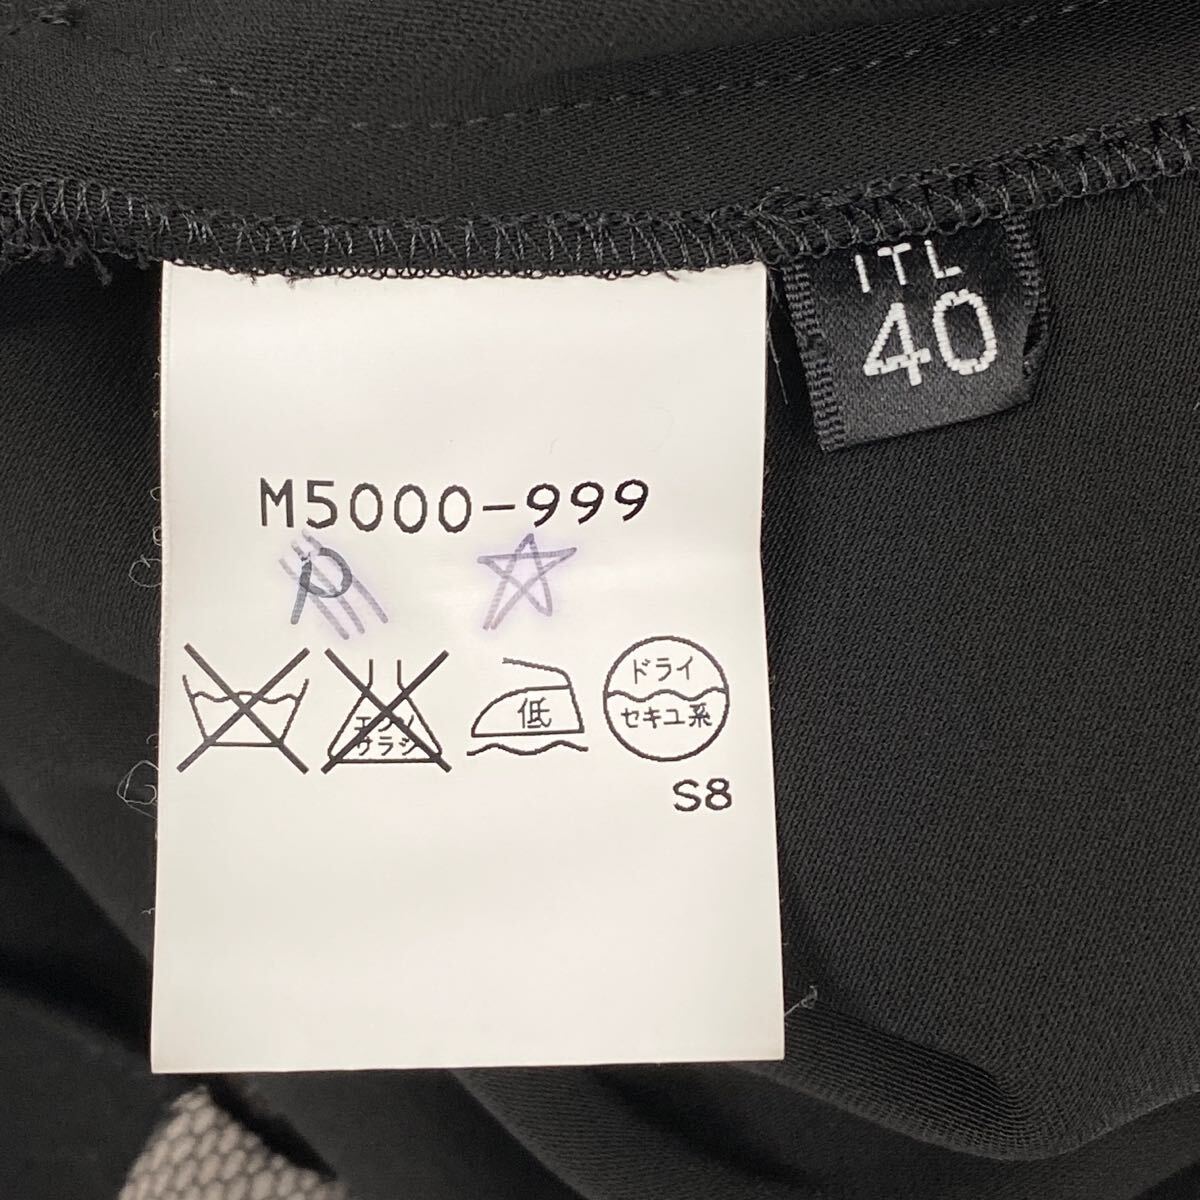 ITL
40
M5000-999
P
エンソ
サラシ
低
ドライ
セキユ系
S8